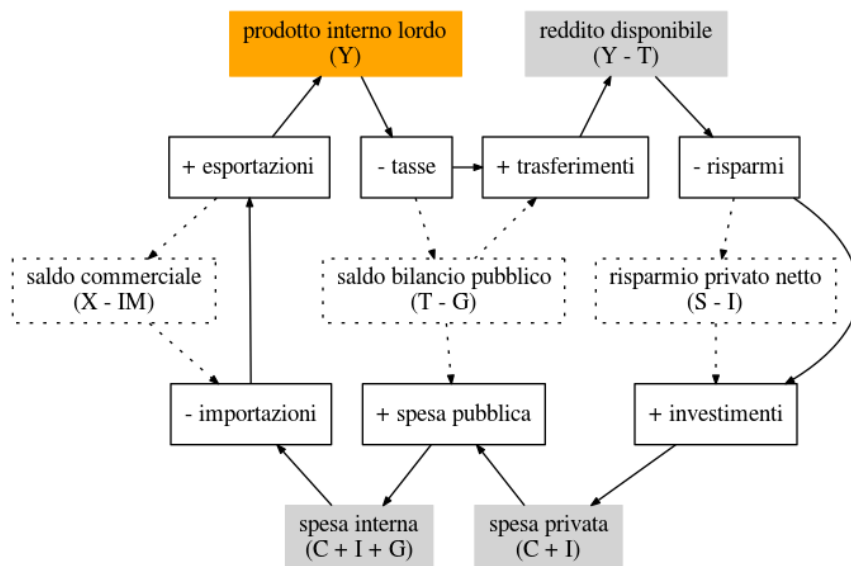 prodotto interno lordo
(Y)
reddito disponibile
(Y - T)
+ esportazioni
- tasse
+ trasferimenti
- risparmi
saldo commerciale
(X - IM)
saldo bilancio pubblico
(T - G)
risparmio privato netto
(S - I)
- importazioni
+ spesa pubblica
+ investimenti
spesa interna
(C + I + G)
spesa privata
(C + I)